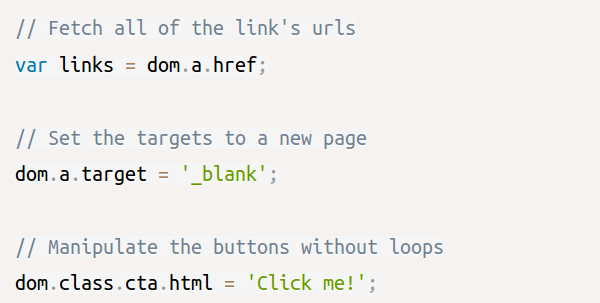 // Fetch all of the link's urls
var links = dom.a.href;
// Set the targets to a new page
dom.a.target = '_blank';
// Manipulate the buttons without loops
dom.class.cta.html = 'Click me!';